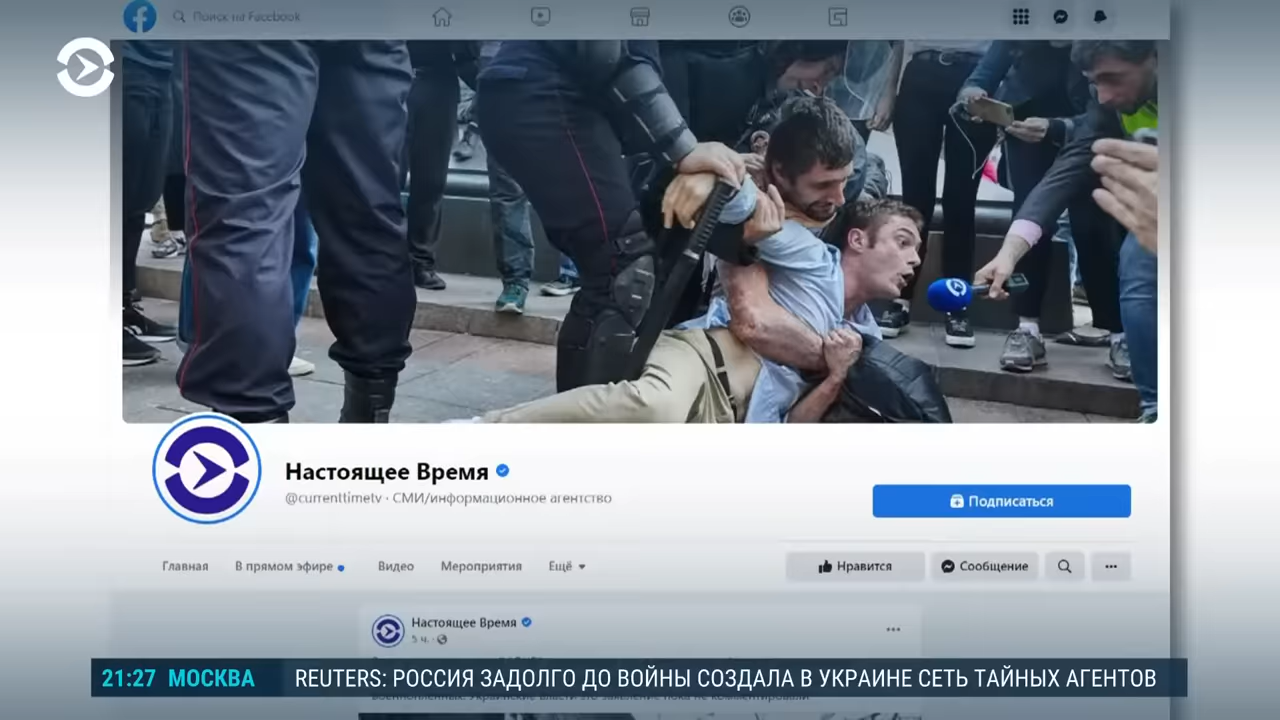 Поиск на Facebook
Настоящее Время
@currenttimetv · СМИ/информационное агентство
Подписаться
Главная
В прямом эфире
Видео
Мероприятия
Ещё
Нравится
Сообщение
Настоящее Время
5 ч. ·
21:27 МОСКВА
REUTERS: РОССИЯ ЗАДОЛГО ДО ВОЙНЫ СОЗДАЛА В УКРАИНЕ СЕТЬ ТАЙНЫХ АГЕНТОВ